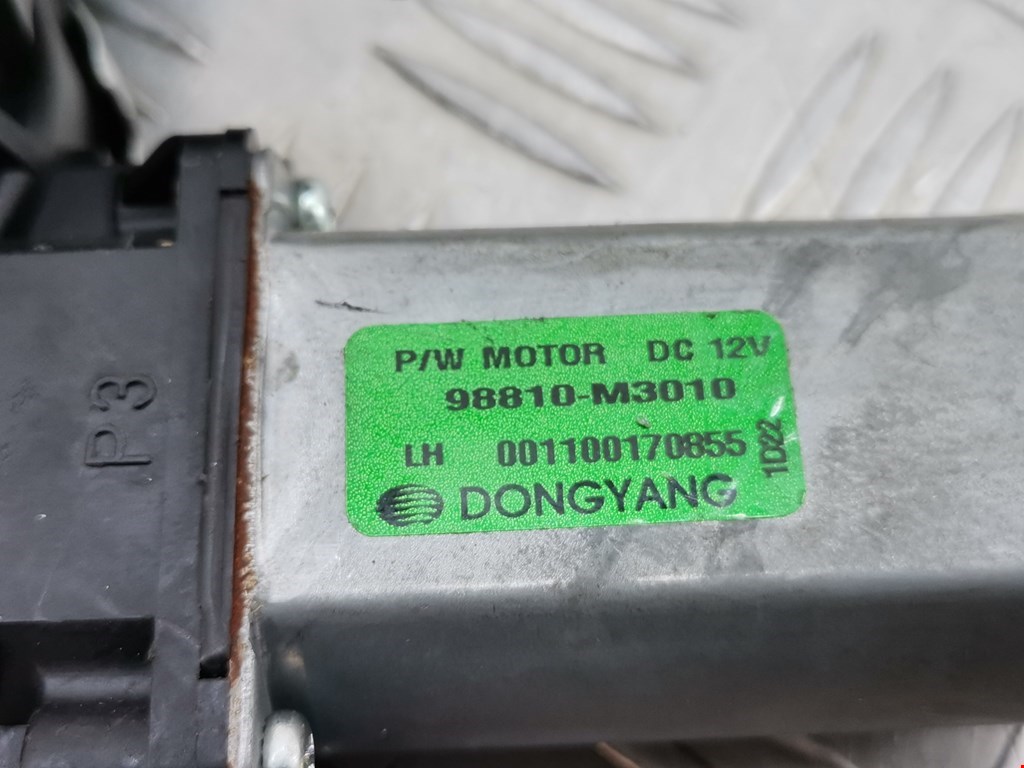 P/W MOTOR DC 12V
98810-M3010
LH 001100170855
1D22
DONGYANG
P3